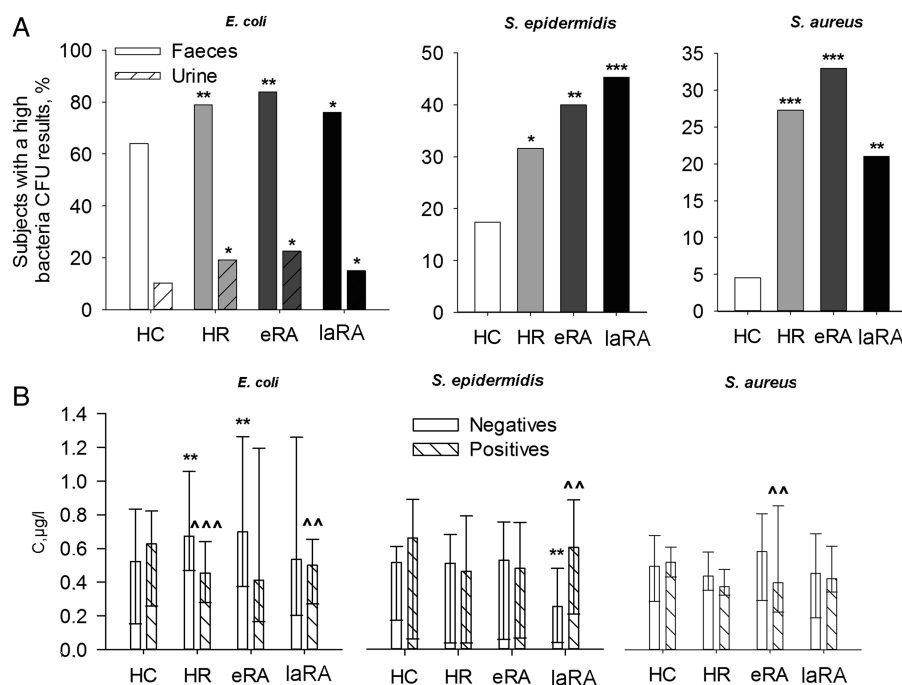 A
E. coli
S. epidermidis
S. aureus
Subjects with a high
bacteria CFU results, %
Faeces
Urine
100
80
60
40
20
0
** ** *
* * *
HC HR eRA laRA
50
40
30
20
10
0
* ** ***
HC HR eRA laRA
35
30
25
20
15
10
5
0
*** *** **
HC HR eRA laRA
B
E. coli
S. epidermidis
S. aureus
C,µg/l
Negatives
Positives
1.4
1.2
1.0
0.8
0.6
0.4
0.2
0.0
** **
^^^ ^^
HC HR eRA laRA
^^
**
HC HR eRA laRA
^^
HC HR eRA laRA